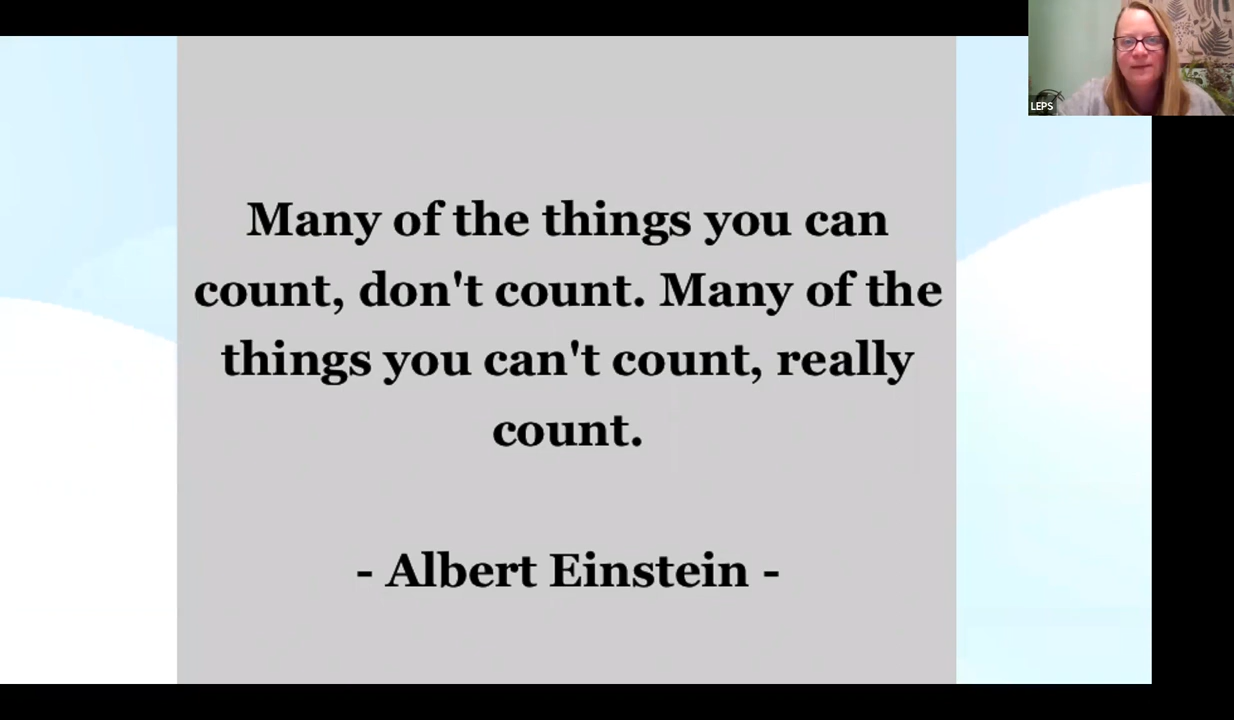 LEPS
Many of the things you can
count, don't count. Many of the
things you can't count, really
count.
- Albert Einstein -